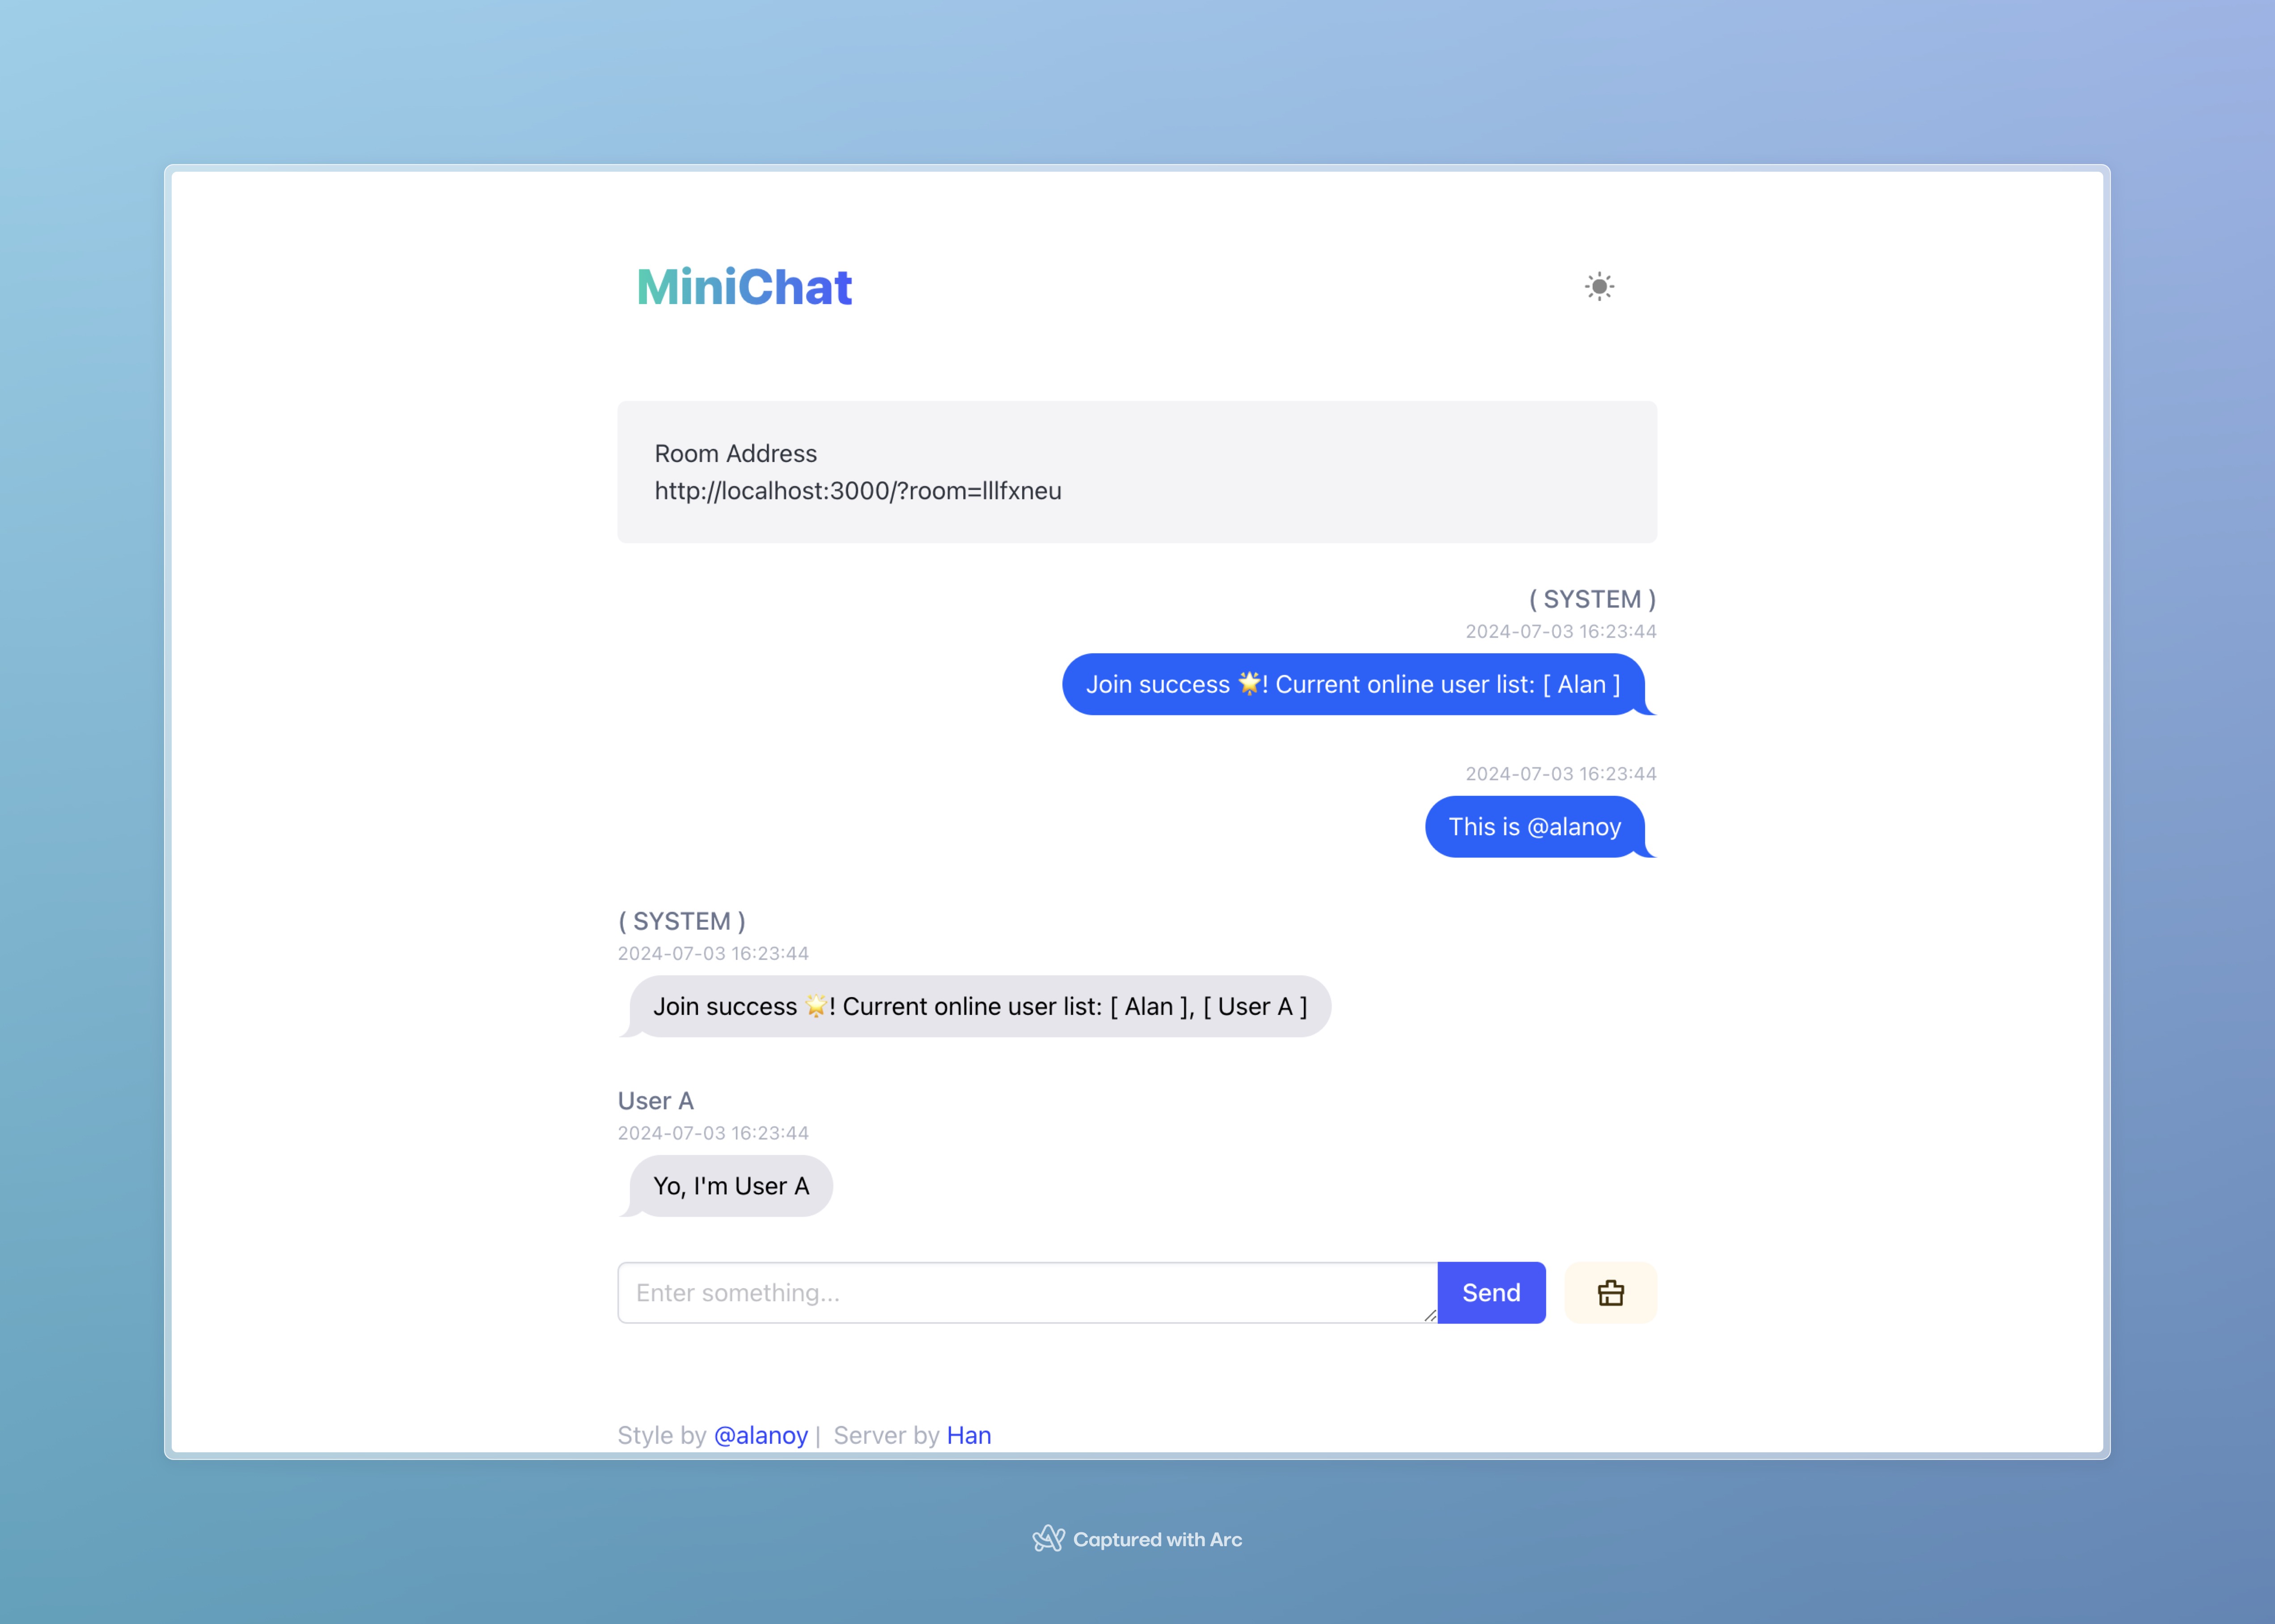 MiniChat
Room Address
http://localhost:3000/?room=lllfxneu
( SYSTEM )
2024-07-03 16:23:44
Join success 🌟! Current online user list: [ Alan ]
2024-07-03 16:23:44
This is @alanoy
( SYSTEM )
2024-07-03 16:23:44
Join success 🌟! Current online user list: [ Alan ], [ User A ]
User A
2024-07-03 16:23:44
Yo, I'm User A
Enter something...
Send
Style by @alanoy | Server by Han
Captured with Arc